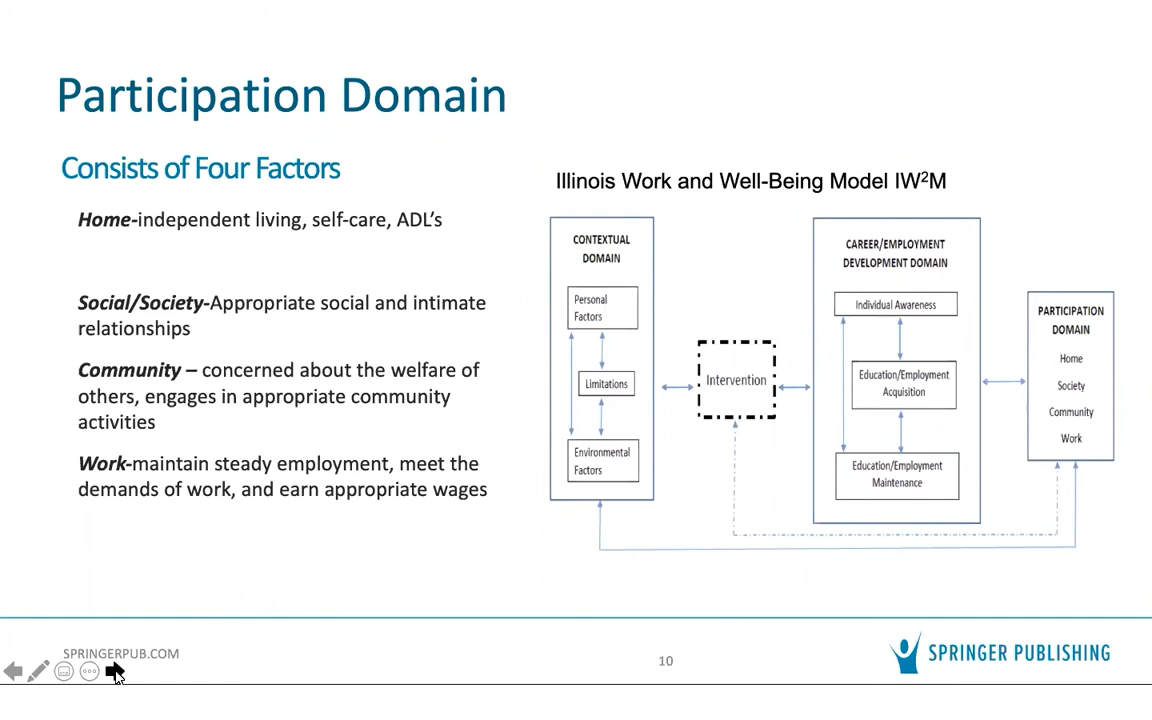 Participation Domain
Consists of Four Factors
Home-independent living, self-care, ADL's
Social/Society-Appropriate social and intimate
relationships
Community – concerned about the welfare of
others, engages in appropriate community
activities
Work-maintain steady employment, meet the
demands of work, and earn appropriate wages
Illinois Work and Well-Being Model IW²M
CONTEXTUAL
DOMAIN
Personal
Factors
Limitations
Environmental
Factors
Intervention
CAREER/EMPLOYMENT
DEVELOPMENT DOMAIN
Individual Awareness
Education/Employment
Acquisition
Education/Employment
Maintenance
PARTICIPATION
DOMAIN
Home
Society
Community
Work
SPRINGERPUB.COM
10
SPRINGER PUBLISHING